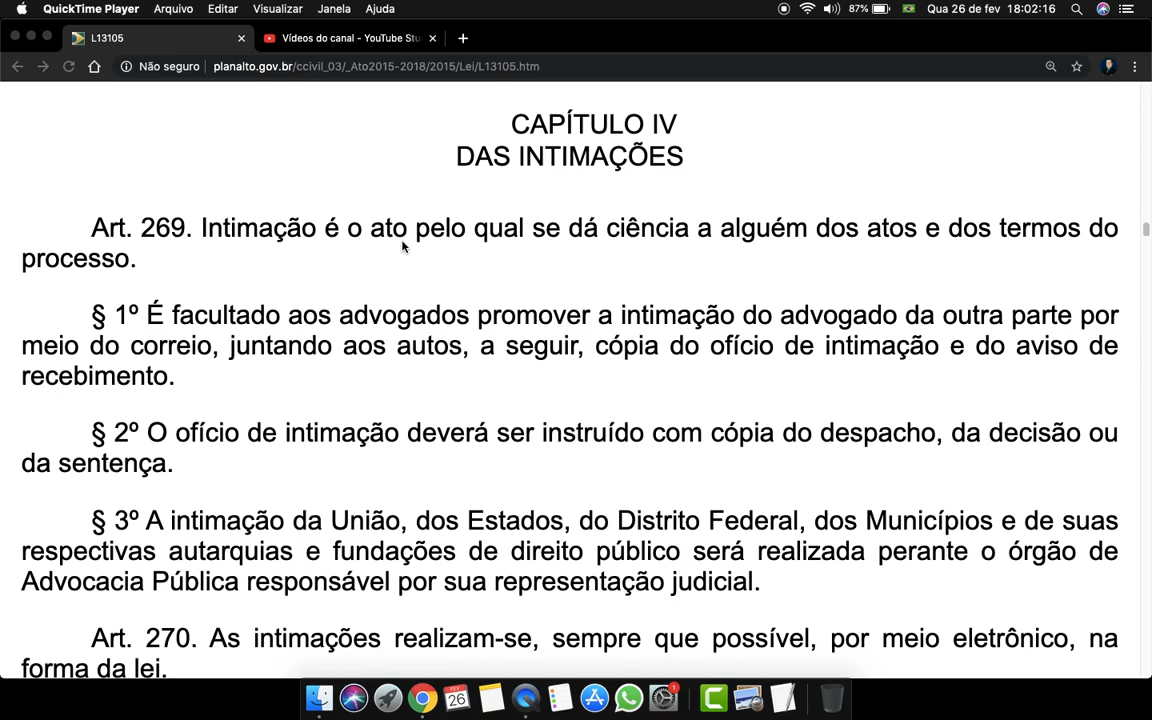 QuickTime Player Arquivo Editar Visualizar Janela Ajuda 87% Qua 26 de fev 18:02:16
L13105 Vídeos do canal - YouTube Stu
Não seguro planalto.gov.br/ccivil_03/_Ato2015-2018/2015/Lei/L13105.htm
CAPÍTULO IV
DAS INTIMAÇÕES
Art. 269. Intimação é o ato pelo qual se dá ciência a alguém dos atos e dos termos do
processo.
§ 1º É facultado aos advogados promover a intimação do advogado da outra parte por
meio do correio, juntando aos autos, a seguir, cópia do ofício de intimação e do aviso de
recebimento.
§ 2º O ofício de intimação deverá ser instruído com cópia do despacho, da decisão ou
da sentença.
§ 3º A intimação da União, dos Estados, do Distrito Federal, dos Municípios e de suas
respectivas autarquias e fundações de direito público será realizada perante o órgão de
Advocacia Pública responsável por sua representação judicial.
Art. 270. As intimações realizam-se, sempre que possível, por meio eletrônico, na
forma da lei.
FEV
26
1